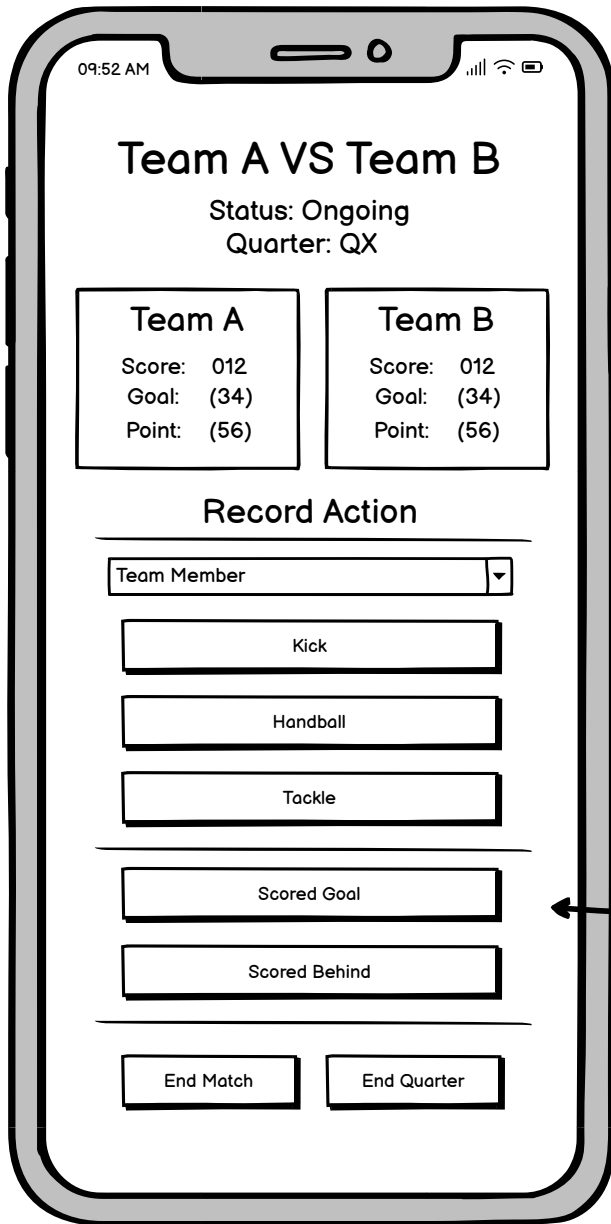 09:52 AM
Team A VS Team B
Status: Ongoing
Quarter: QX
Team A
Score: 012
Goal: (34)
Point: (56)
Team B
Score: 012
Goal: (34)
Point: (56)
Record Action
Team Member
Kick
Handball
Tackle
Scored Goal
Scored Behind
End Match
End Quarter